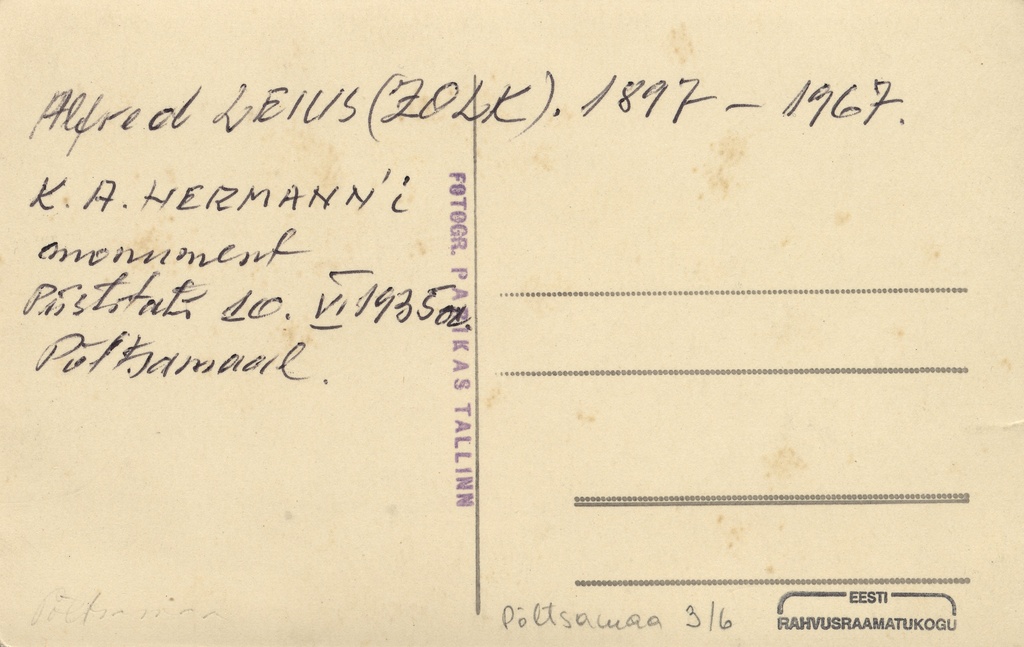 Alfred LEIUS (ZOLK). 1897 - 1967.
K. A. HERMANN'i
monument
Püstitati 10. VI 1935 a.
Põltsamaal.
FOTOGR. PARIKAS TALLINN
Põltsamaa
Põltsamaa 3/6
EESTI
RAHVUSRAAMATUKOGU